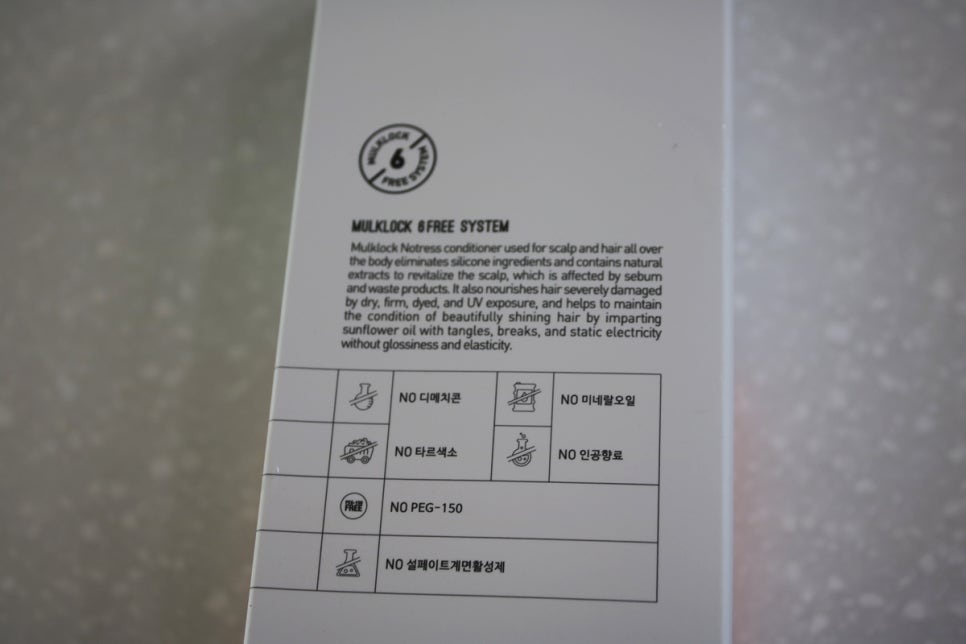 MULKLOCK
6
FREE SYSTEM
MULKLOCK 6 FREE SYSTEM
Mulklock Notress conditioner used for scalp and hair all over
the body eliminates silicone ingredients and contains natural
extracts to revitalize the scalp, which is affected by sebum
and waste products. It also nourishes hair severely damaged
by dry, firm, dyed, and UV exposure, and helps to maintain
the condition of beautifully shining hair by imparting
sunflower oil with tangles, breaks, and static electricity
without glossiness and elasticity.
NO 디메치콘
NO 미네랄오일
NO 타르색소
NO 인공향료
FREE
NO PEG-150
NO 설페이트계면활성제